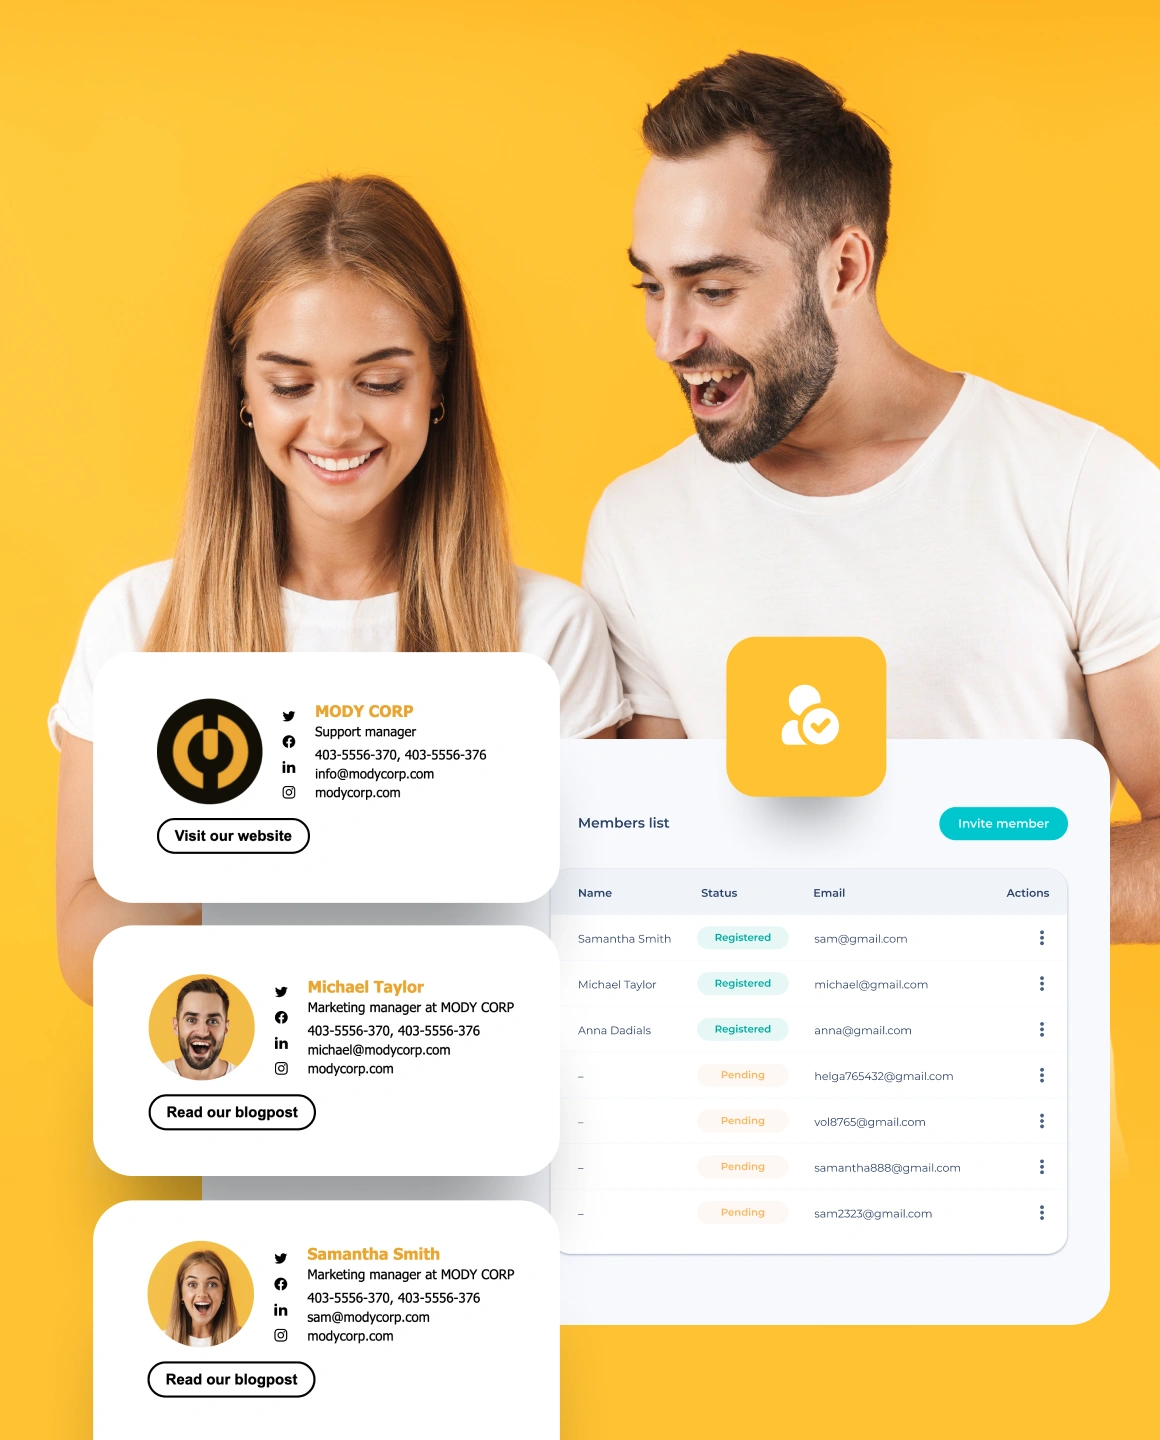 MODY CORP
Support manager
403-5556-370, 403-5556-376
info@modycorp.com
modycorp.com
Visit our website
Michael Taylor
Marketing manager at MODY CORP
403-5556-370, 403-5556-376
michael@modycorp.com
modycorp.com
Read our blogpost
Samantha Smith
Marketing manager at MODY CORP
403-5556-370, 403-5556-376
sam@modycorp.com
modycorp.com
Read our blogpost
Members list
Invite member
Name Status Email Actions
Samantha Smith Registered sam@gmail.com
Michael Taylor Registered michael@gmail.com
Anna Dadials Registered anna@gmail.com
– Pending helga765432@gmail.com
– Pending vol8765@gmail.com
– Pending samantha888@gmail.com
– Pending sam2323@gmail.com